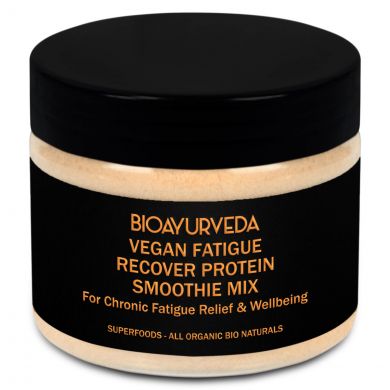 BIOAYURVEDA
VEGAN FATIGUE
RECOVER PROTEIN
SMOOTHIE MIX
For Chronic Fatigue Relief & Wellbeing
SUPERFOODS - ALL ORGANIC BIO NATURALS